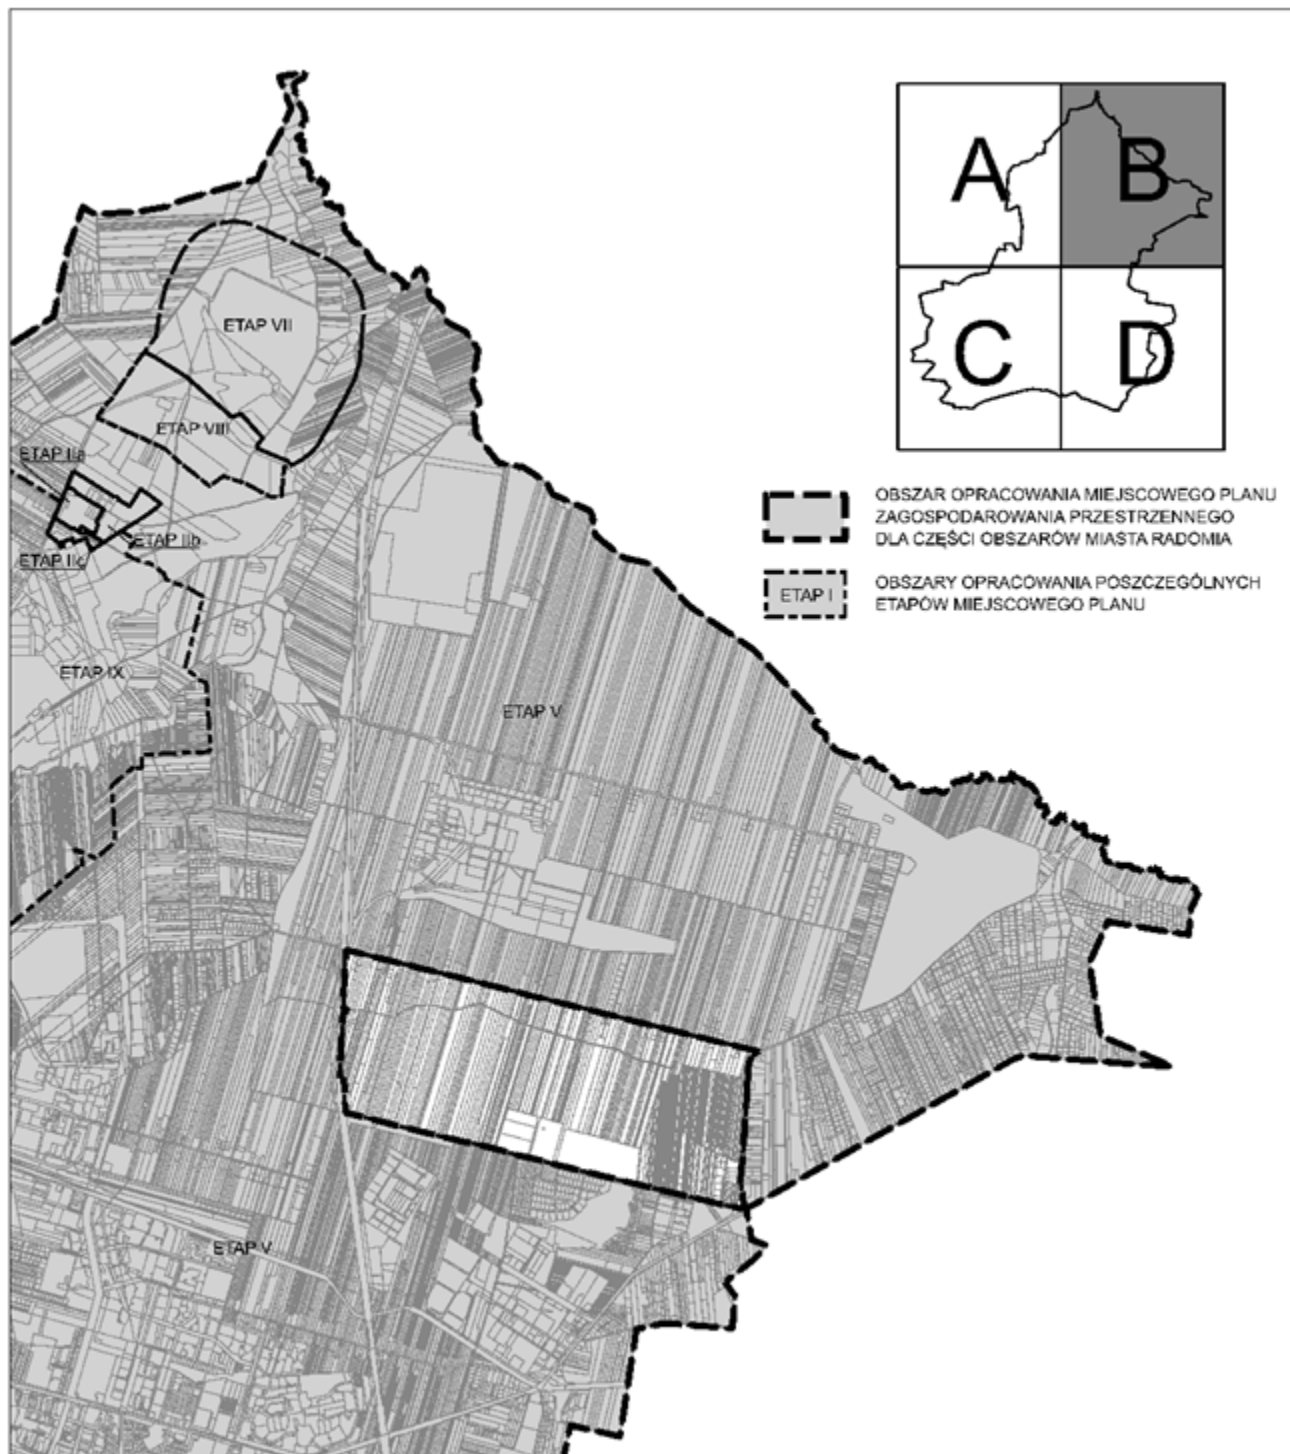 A
B
C
D
ETAP VII
ETAP VIII
ETAP IIa
ETAP IIb
ETAP IIc
ETAP IX
ETAP V
ETAP V
OBSZAR OPRACOWANIA MIEJSCOWEGO PLANU
ZAGOSPODAROWANIA PRZESTRZENNEGO
DLA CZĘŚCI OBSZARÓW MIASTA RADOMIA
ETAP I
OBSZARY OPRACOWANIA POSZCZEGÓLNYCH
ETAPÓW MIEJSCOWEGO PLANU